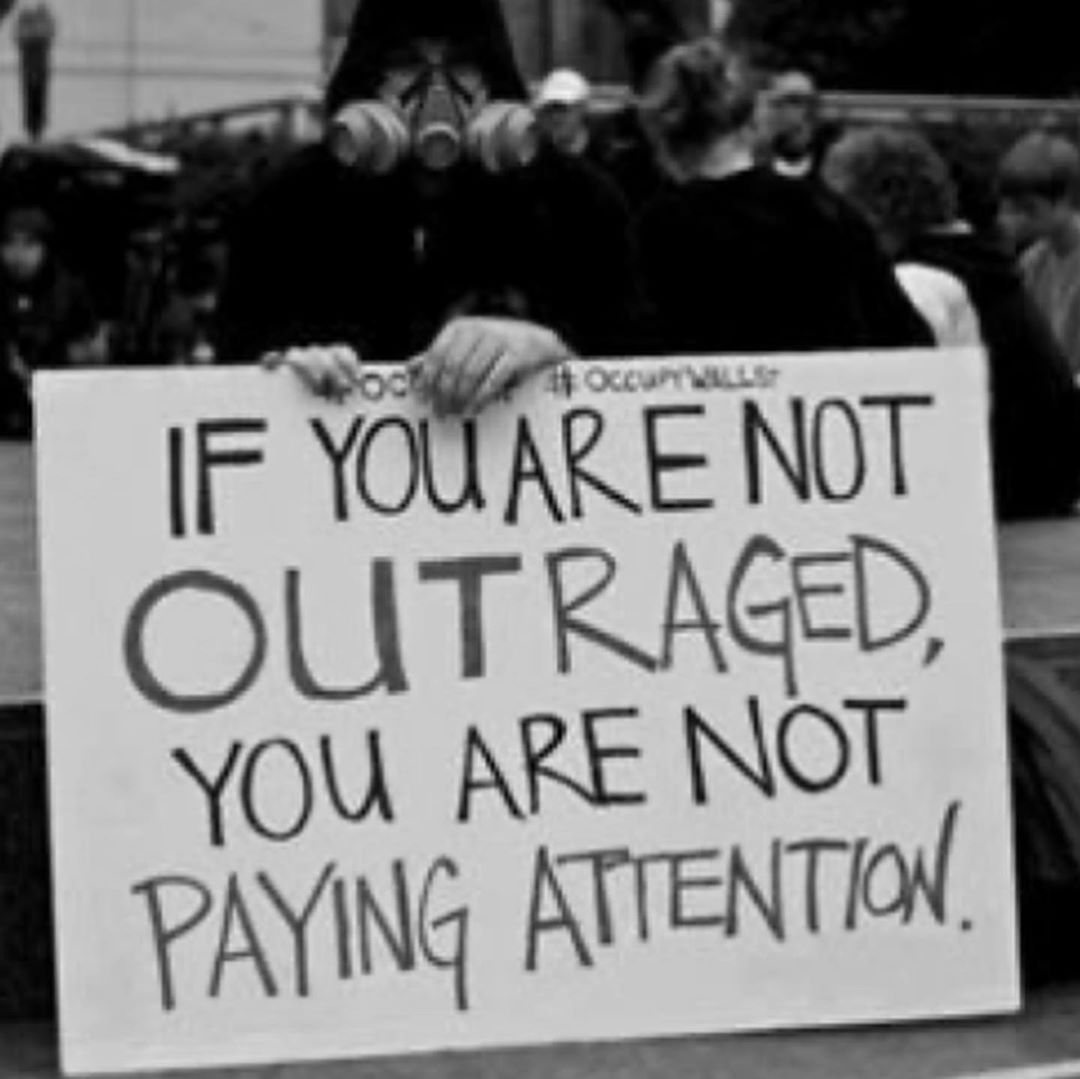 #OCCUPYWALLST
IF YOU ARE NOT
OUTRAGED,
YOU ARE NOT
PAYING ATTENTION.